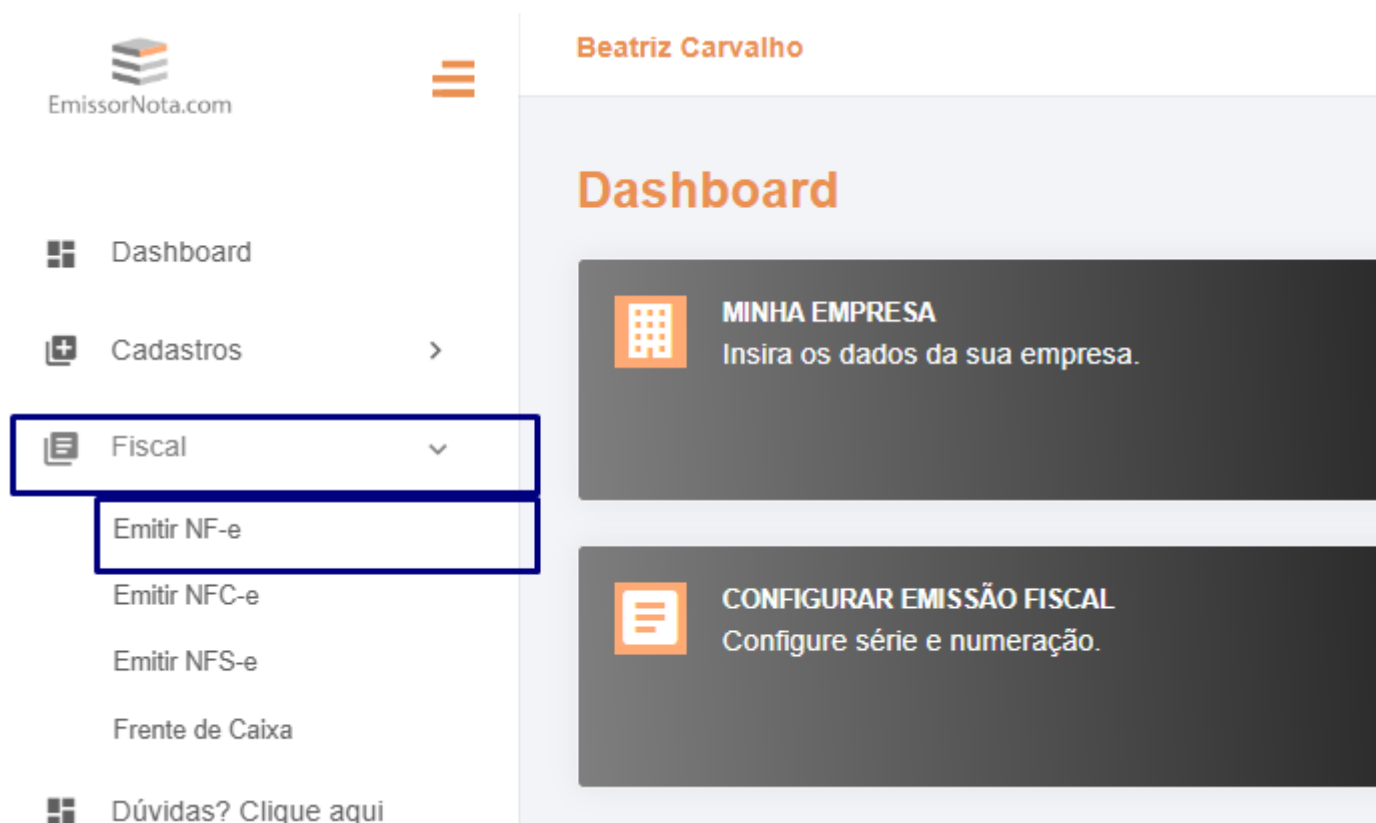 EmissorNota.com
Dashboard
Cadastros
Fiscal
Emitir NF-e
Emitir NFC-e
Emitir NFS-e
Frente de Caixa
Dúvidas? Clique aqui
Beatriz Carvalho
Dashboard
MINHA EMPRESA
Insira os dados da sua empresa.
CONFIGURAR EMISSÃO FISCAL
Configure série e numeração.